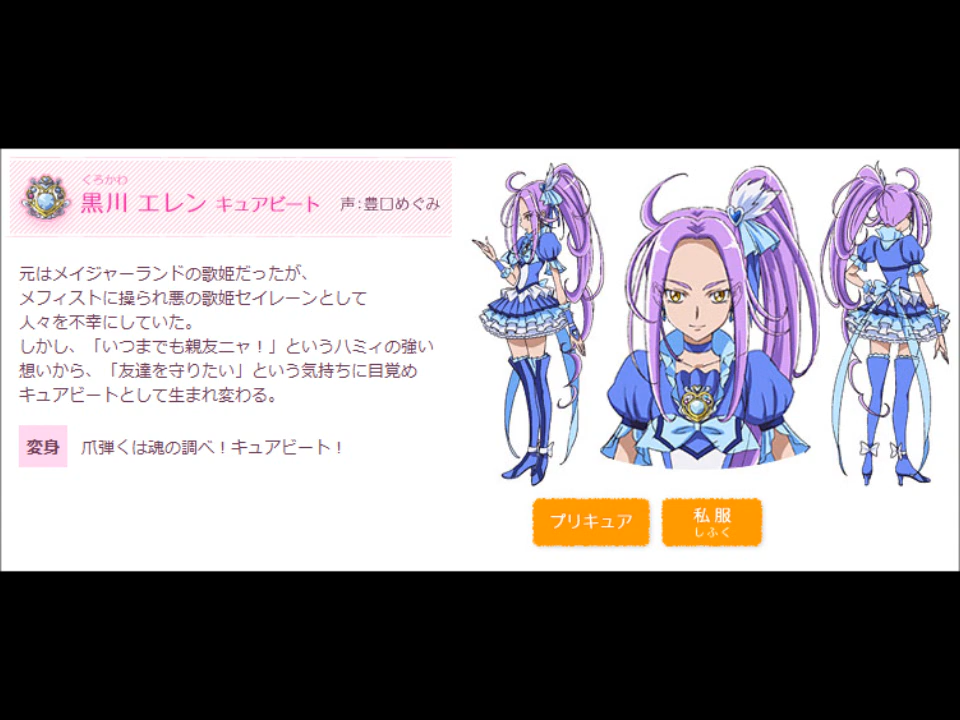 くろかわ
黒川 エレン キュアビート 声:豊口めぐみ
元はメイジャーランドの歌姫だったが、
メフィストに操られ悪の歌姫セイレーンとして
人々を不幸にしていた。
しかし、「いつまでも親友ニャ!」というハミィの強い
想いから、「友達を守りたい」という気持ちに目覚め
キュアビートとして生まれ変わる。
変身 爪弾くは魂の調べ!キュアビート!
プリキュア
私服
しふく